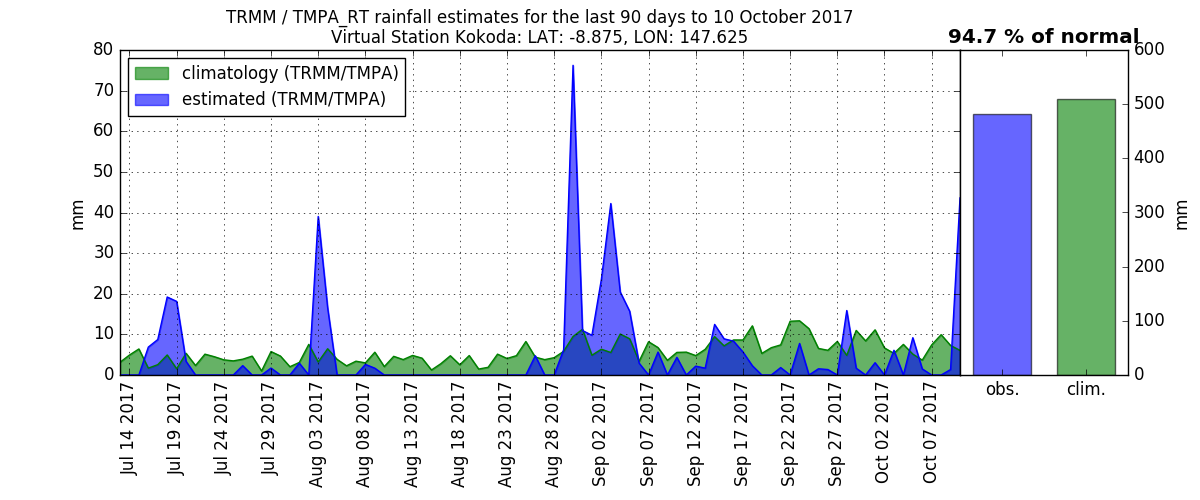 TRMM / TMPA_RT rainfall estimates for the last 90 days to 10 October 2017
Virtual Station Kokoda: LAT: -8.875, LON: 147.625
94.7 % of normal
climatology (TRMM/TMPA)
estimated (TRMM/TMPA)
80
70
60
50
40
30
20
10
0
mm
600
500
400
300
200
100
0
mm
Jul 14 2017
Jul 19 2017
Jul 24 2017
Jul 29 2017
Aug 03 2017
Aug 08 2017
Aug 13 2017
Aug 18 2017
Aug 23 2017
Aug 28 2017
Sep 02 2017
Sep 07 2017
Sep 12 2017
Sep 17 2017
Sep 22 2017
Sep 27 2017
Oct 02 2017
Oct 07 2017
obs.
clim.